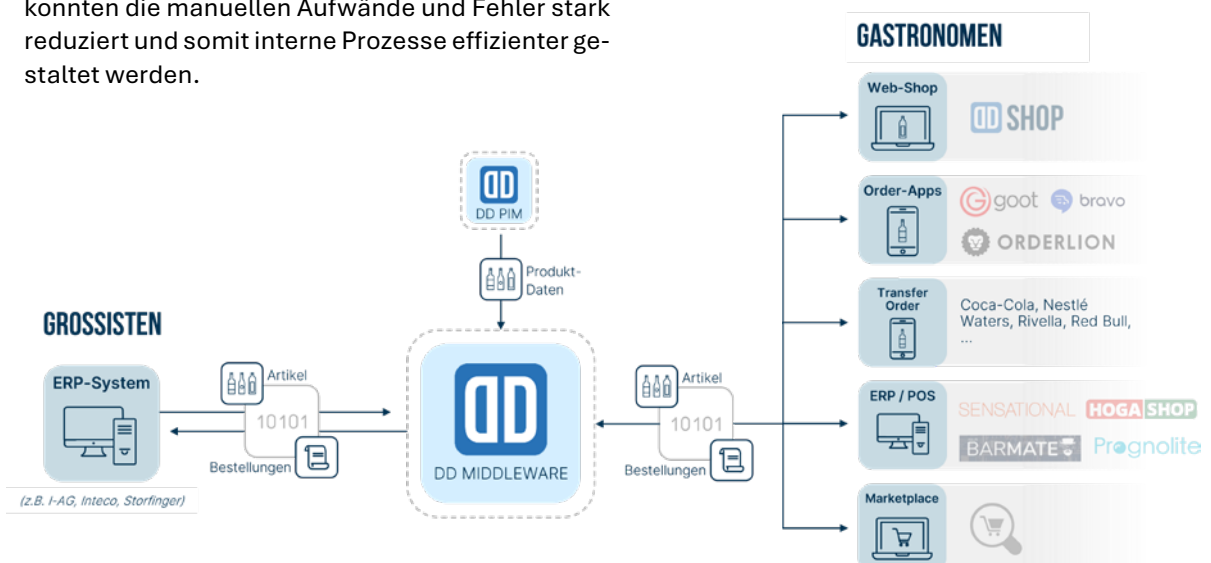 konnten die manuellen Aufwände und Fehler stark
reduziert und somit interne Prozesse effizienter ge-
staltet werden.
GASTRONOMEN
Web-Shop
DD SHOP
DD PIM
Order-Apps
goot bravo
ORDERLION
Produkt-
Daten
Transfer
Order
Coca-Cola, Nestlé
Waters, Rivella, Red Bull,
...
GROSSISTEN
ERP-System
Artikel
10101
Bestellungen
(z.B. I-AG, Inteco, Storfinger)
DD MIDDLEWARE
Artikel
10101
Bestellungen
ERP / POS
SENSATIONAL HOGASHOP
BARMATE Prognolite
Marketplace